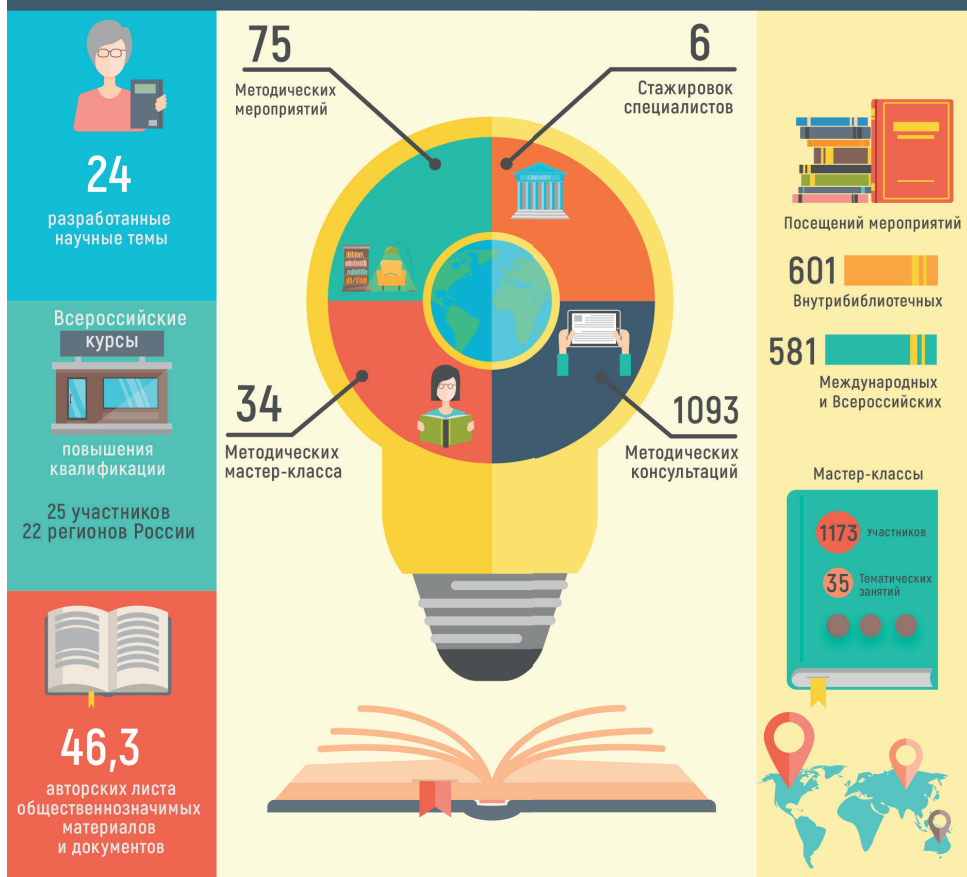 24
разработанные
научные темы
Всероссийские
курсы
повышения
квалификации
25 участников
22 регионов России
46,3
авторских листа
общественнозначимых
материалов
и документов
75
Методических
мероприятий
6
Стажировок
специалистов
LIBRARY
34
Методических
мастер-класса
1093
Методических
консультаций
Посещений мероприятий
601
Внутрибиблиотечных
581
Международных
и Всероссийских
Мастер-классы
1173 участников
35 Тематических
занятий